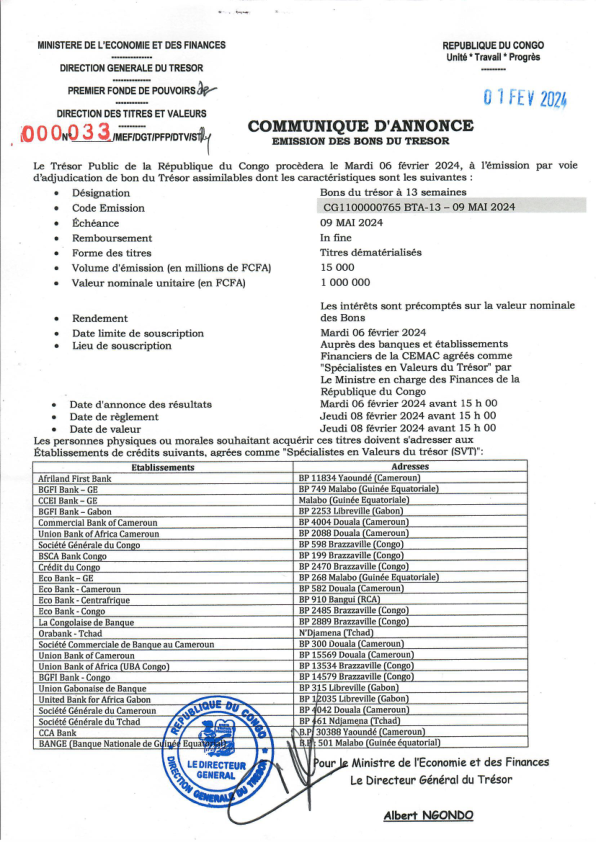 MINISTERE DE L'ECONOMIE ET DES FINANCES
DIRECTION GENERALE DU TRESOR
PREMIER FONDE DE POUVOIRS
DIRECTION DES TITRES ET VALEURS
000 N° 033 /MEF/DGT/PFP/DTV/ST
REPUBLIQUE DU CONGO
Unité * Travail * Progrès
01 FEV 2024
COMMUNIQUE D'ANNONCE
EMISSION DES BONS DU TRESOR
Le Trésor Public de la République du Congo procèdera le Mardi 06 février 2024, à l'émission par voie
d'adjudication de bon du Trésor assimilables dont les caractéristiques sont les suivantes :
• Désignation Bons du trésor à 13 semaines
• Code Emission CG1100000765 BTA-13 – 09 MAI 2024
• Échéance 09 MAI 2024
• Remboursement In fine
• Forme des titres Titres dématérialisés
• Volume d'émission (en millions de FCFA) 15 000
• Valeur nominale unitaire (en FCFA) 1 000 000
Les intérêts sont précomptés sur la valeur nominale
• Rendement des Bons
• Date limite de souscription Mardi 06 février 2024
• Lieu de souscription Auprès des banques et établissements
Financiers de la CEMAC agréés comme
"Spécialistes en Valeurs du Trésor" par
Le Ministre en charge des Finances de la
République du Congo
• Date d'annonce des résultats Mardi 06 février 2024 avant 15 h 00
• Date de règlement Jeudi 08 février 2024 avant 15 h 00
• Date de valeur Jeudi 08 février 2024 avant 15 h 00
Les personnes physiques ou morales souhaitant acquérir ces titres doivent s'adresser aux
Établissements de crédits suivants, agrées comme "Spécialistes en Valeurs du trésor (SVT)":
Etablissements Adresses
Afriland First Bank BP 11834 Yaoundé (Cameroun)
BGFI Bank – GE BP 749 Malabo (Guinée Equatoriale)
CCEI Bank – GE Malabo (Guinée Equatoriale)
BGFI Bank – Gabon BP 2253 Libreville (Gabon)
Commercial Bank of Cameroun BP 4004 Douala (Cameroun)
Union Bank of Africa Cameroun BP 2088 Douala (Cameroun)
Société Générale du Congo BP 598 Brazzaville (Congo)
BSCA Bank Congo BP 199 Brazzaville (Congo)
Crédit du Congo BP 2470 Brazzaville (Congo)
Eco Bank – GE BP 268 Malabo (Guinée Equatoriale)
Eco Bank - Cameroun BP 582 Douala (Cameroun)
Eco Bank - Centrafrique BP 910 Bangui (RCA)
Eco Bank - Congo BP 2485 Brazzaville (Congo)
La Congolaise de Banque BP 2889 Brazzaville (Congo)
Orabank - Tchad N'Djamena (Tchad)
Société Commerciale de Banque au Cameroun BP 300 Douala (Cameroun)
Union Bank of Cameroun BP 15569 Douala (Cameroun)
Union Bank of Africa (UBA Congo) BP 13534 Brazzaville (Congo)
BGFI Bank - Congo BP 14579 Brazzaville (Congo)
Union Gabonaise de Banque BP 315 Libreville (Gabon)
United Bank for Africa Gabon BP 12035 Libreville (Gabon)
Société Générale du Cameroun BP 4042 Douala (Cameroun)
Société Générale du Tchad BP 461 Ndjamena (Tchad)
CCA Bank B.P 30388 Yaoundé (Cameroun)
BANGE (Banque Nationale de Guinée Equatoriale) B.P: 501 Malabo (Guinée équatorial)
REPUBLIQUE DU CONGO
LE DIRECTEUR
GENERAL
DIRECTION GENERALE DU TRESOR
Pour le Ministre de l'Economie et des Finances
Le Directeur Général du Trésor
Albert NGONDO